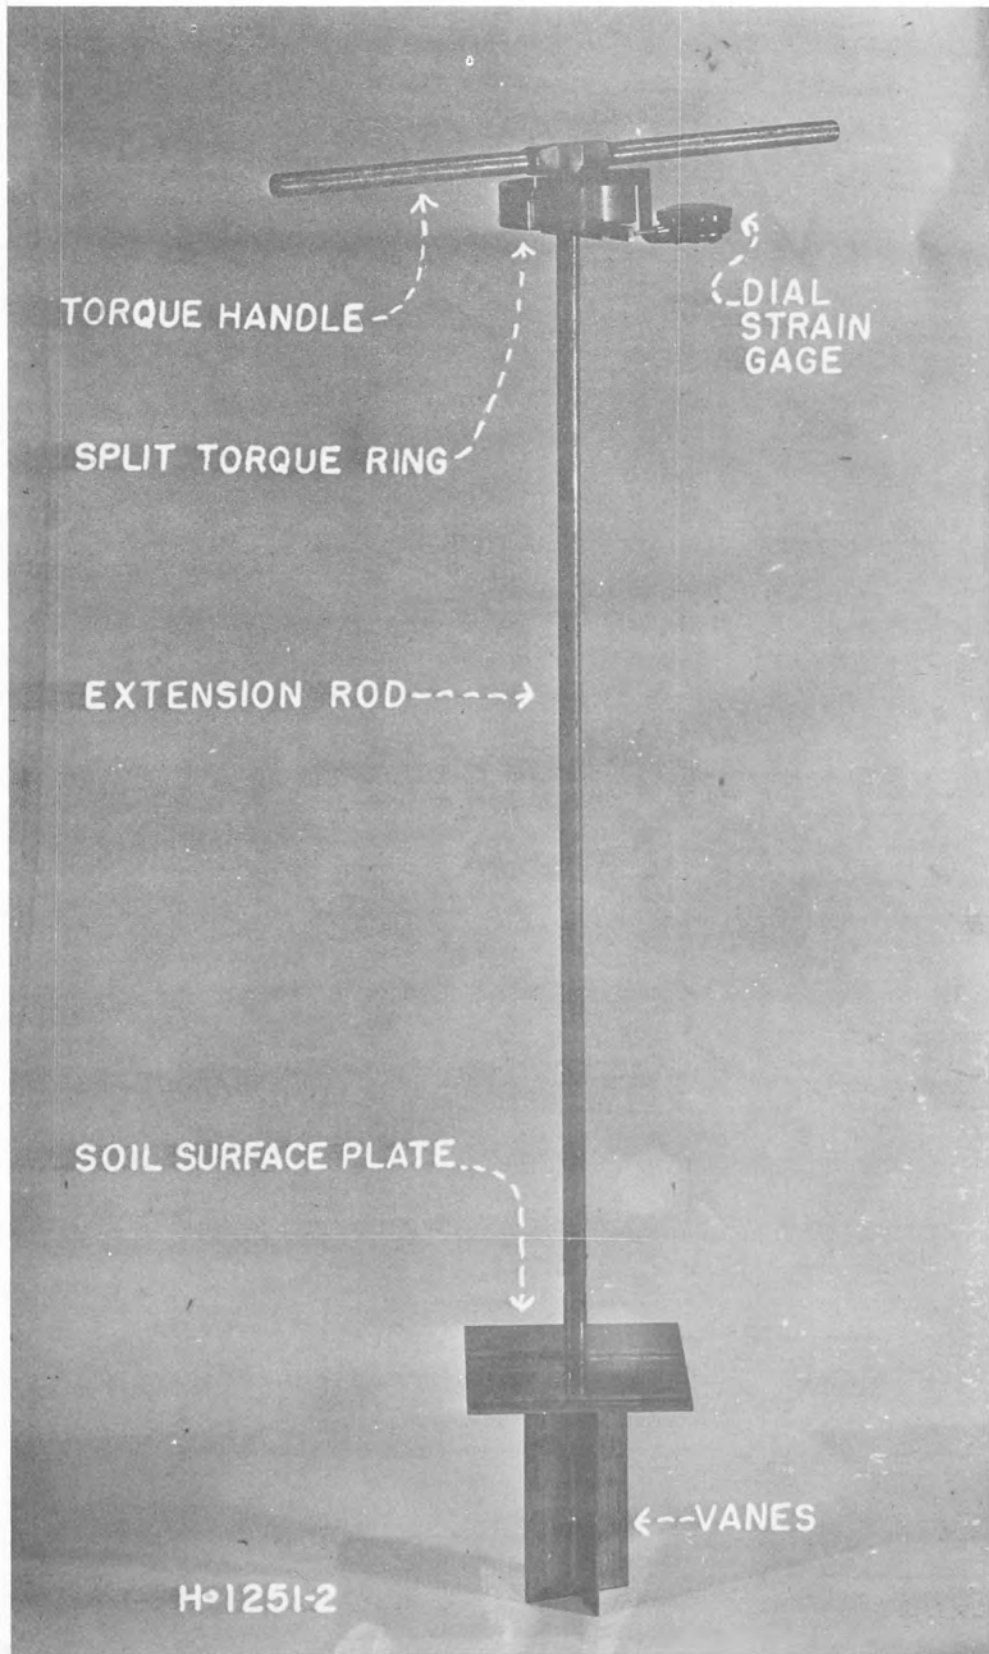 TORQUE HANDLE
DIAL
STRAIN
GAGE
SPLIT TORQUE RING
EXTENSION ROD
SOIL SURFACE PLATE
VANES
H-1251-2